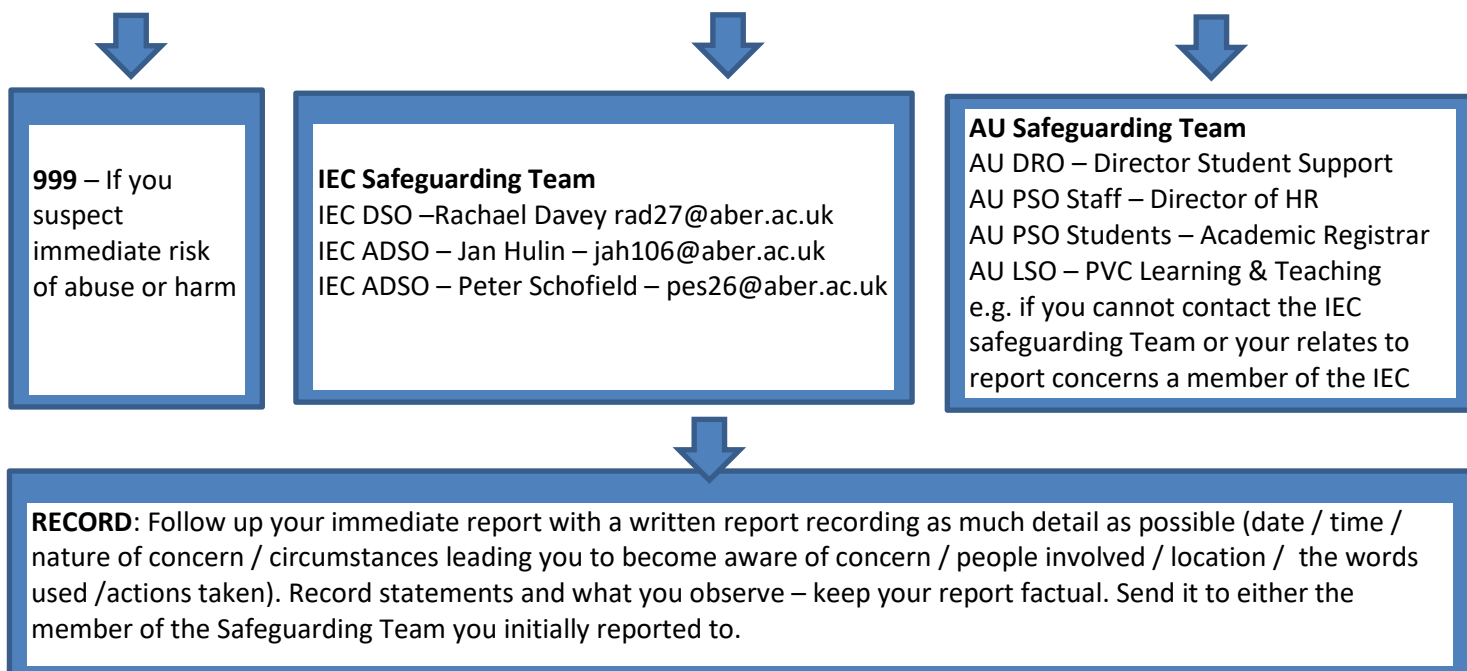 999 – If you
suspect
immediate risk
of abuse or harm
IEC Safeguarding Team
IEC DSO –Rachael Davey rad27@aber.ac.uk
IEC ADSO – Jan Hulin – jah106@aber.ac.uk
IEC ADSO – Peter Schofield – pes26@aber.ac.uk
AU Safeguarding Team
AU DRO – Director Student Support
AU PSO Staff – Director of HR
AU PSO Students – Academic Registrar
AU LSO – PVC Learning & Teaching
e.g. if you cannot contact the IEC
safeguarding Team or your relates to
report concerns a member of the IEC
RECORD: Follow up your immediate report with a written report recording as much detail as possible (date / time /
nature of concern / circumstances leading you to become aware of concern / people involved / location / the words
used /actions taken). Record statements and what you observe – keep your report factual. Send it to either the
member of the Safeguarding Team you initially reported to.